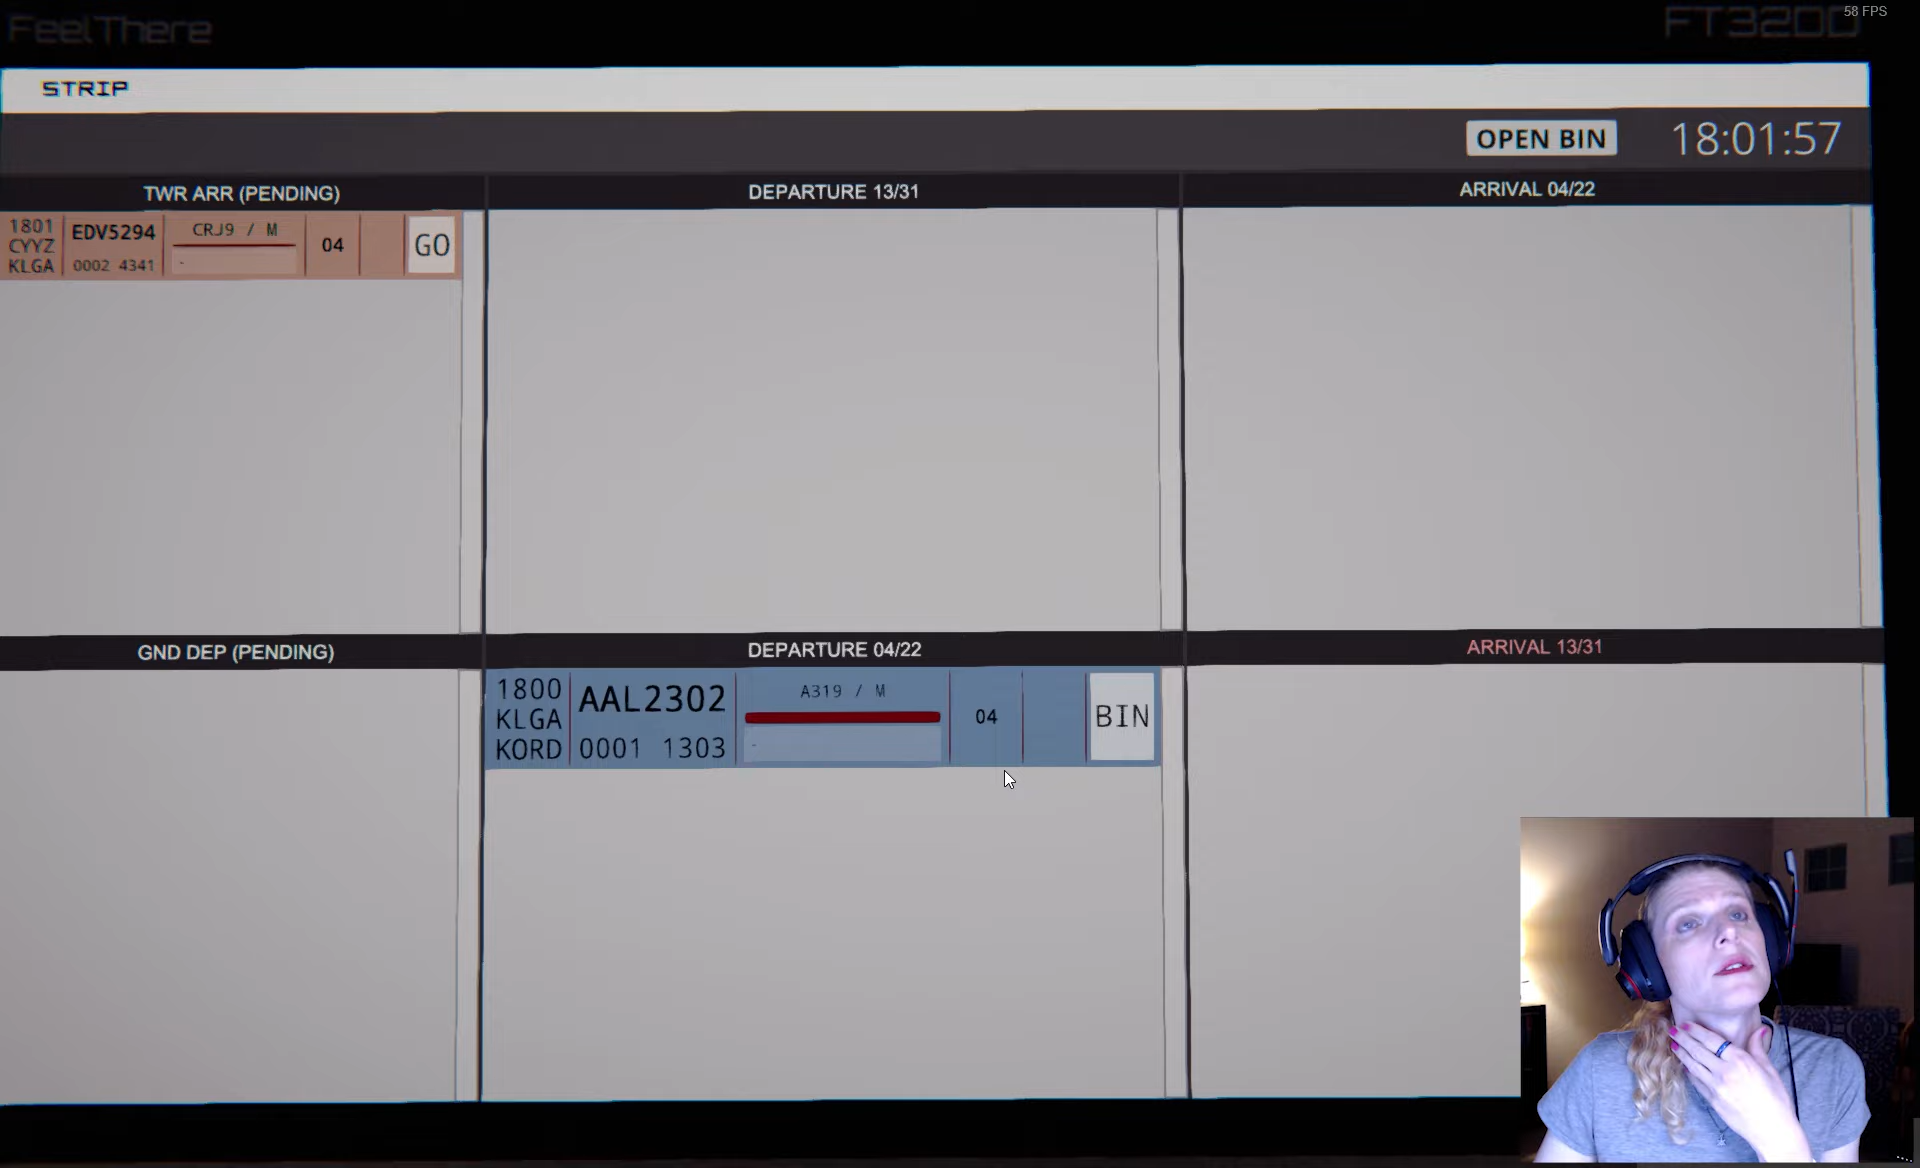 FeelThere
FT3200
58 FPS
STRIP
OPEN BIN
18:01:57
TWR ARR (PENDING)
DEPARTURE 13/31
ARRIVAL 04/22
1801
CYYZ
KLGA
EDV5294
0002 4341
CRJ9 / M
-
04
GO
GND DEP (PENDING)
DEPARTURE 04/22
ARRIVAL 13/31
1800
KLGA
KORD
AAL2302
0001 1303
A319 / M
-
04
BIN